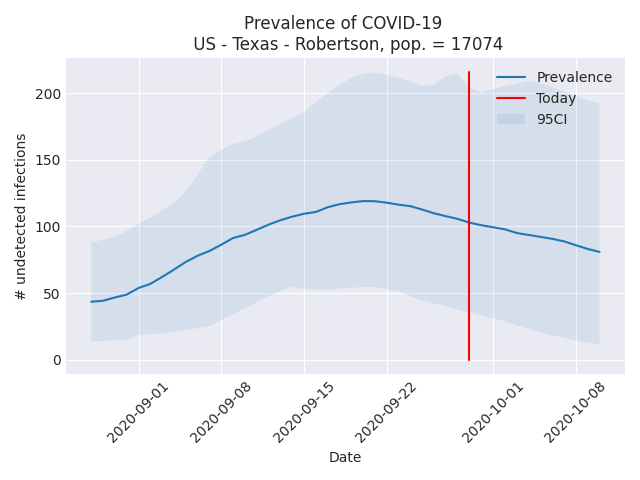 Prevalence of COVID-19
US - Texas - Robertson, pop. = 17074
# undetected infections
200
150
100
50
0
Prevalence
Today
95CI
2020-09-01
2020-09-08
2020-09-15
2020-09-22
2020-10-01
2020-10-08
Date